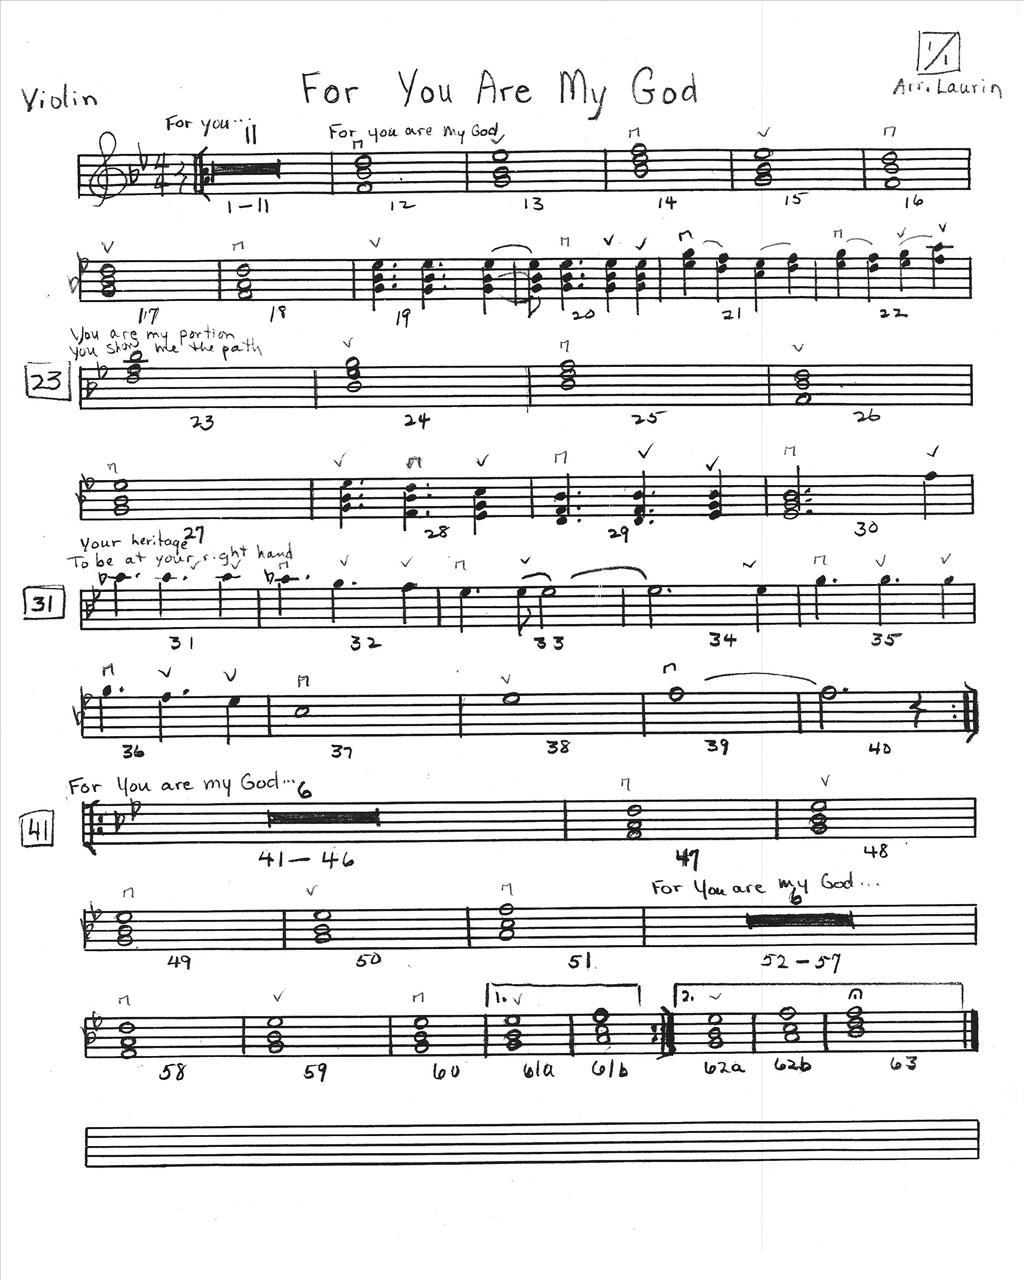 1/1
Violin
For You Are My God
Arr. Laurin
For you... 11
For you are my God
4
4
1-11 12 13 14 15 16
17 18 19 20 21 22
You are my portion
You show me the path
23
23 24 25 26
27 28 29 30
Your heritage
To be at your right hand
31
31 32 33 34 35
36 37 38 39 40
For You are my God... 6
41
41-46 47 48
For You are my God...
6
49 50 51 52-57
1. 2.
58 59 60 61a 61b 62a 62b 63